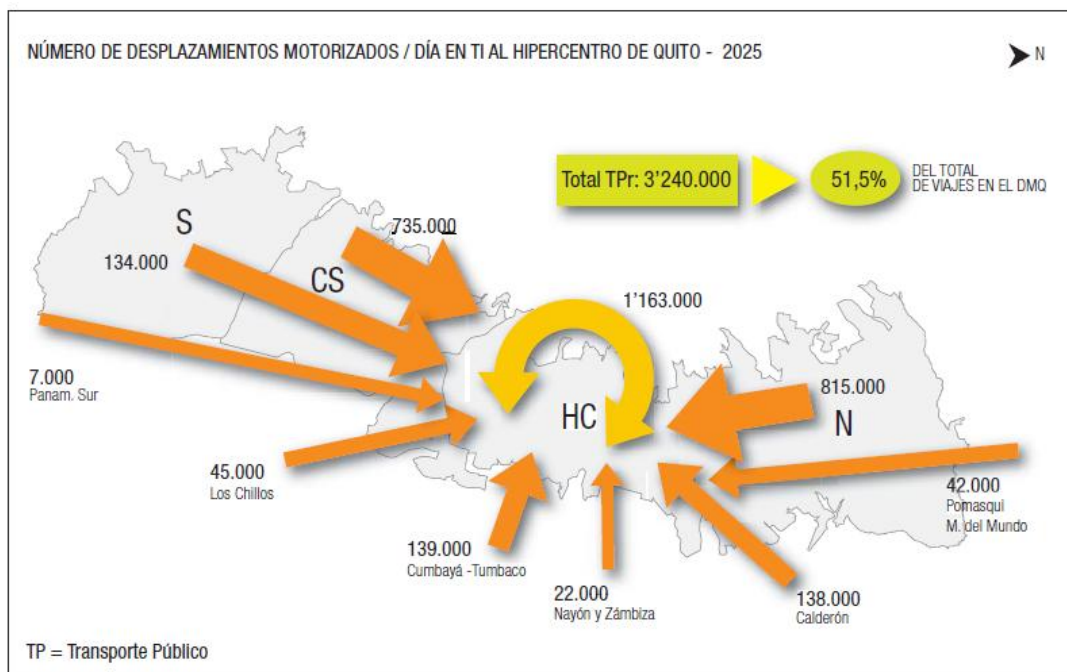 NÚMERO DE DESPLAZAMIENTOS MOTORIZADOS / DÍA EN TI AL HIPERCENTRO DE QUITO - 2025
N
Total TPr: 3'240.000
51,5%
DEL TOTAL
DE VIAJES EN EL DMQ
S
134.000
735.000
CS
1'163.000
7.000
Panam. Sur
HC
815.000
N
45.000
Los Chillos
42.000
Pomasqui
M. del Mundo
139.000
Cumbayá -Tumbaco
22.000
Nayón y Zámbiza
138.000
Calderón
TP = Transporte Público